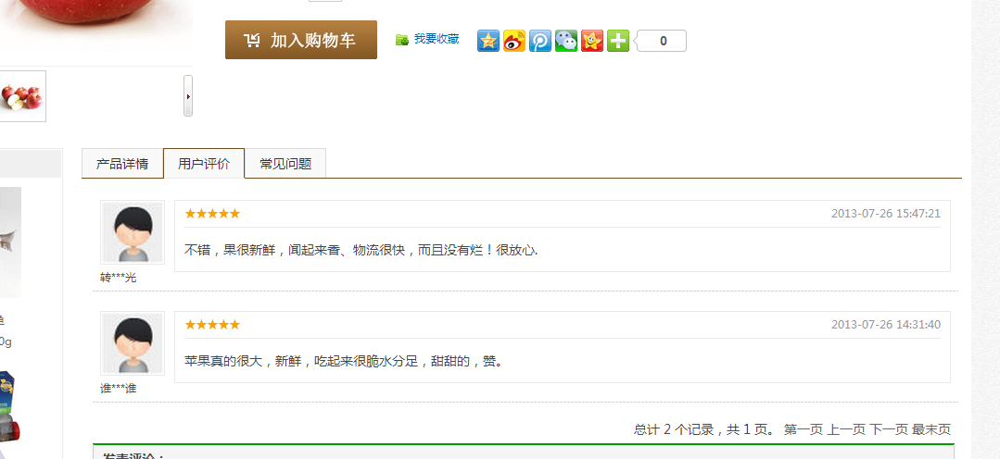 加入购物车
我要收藏
0
产品详情 用户评价 常见问题
★★★★★ 2013-07-26 15:47:21
不错，果很新鲜，闻起来香、物流很快，而且没有烂！很放心.
转***光
★★★★★ 2013-07-26 14:31:40
苹果真的很大，新鲜，吃起来很脆水分足，甜甜的，赞。
谁***谁
0g
总计 2 个记录，共 1 页。 第一页 上一页 下一页 最末页
发表评论：